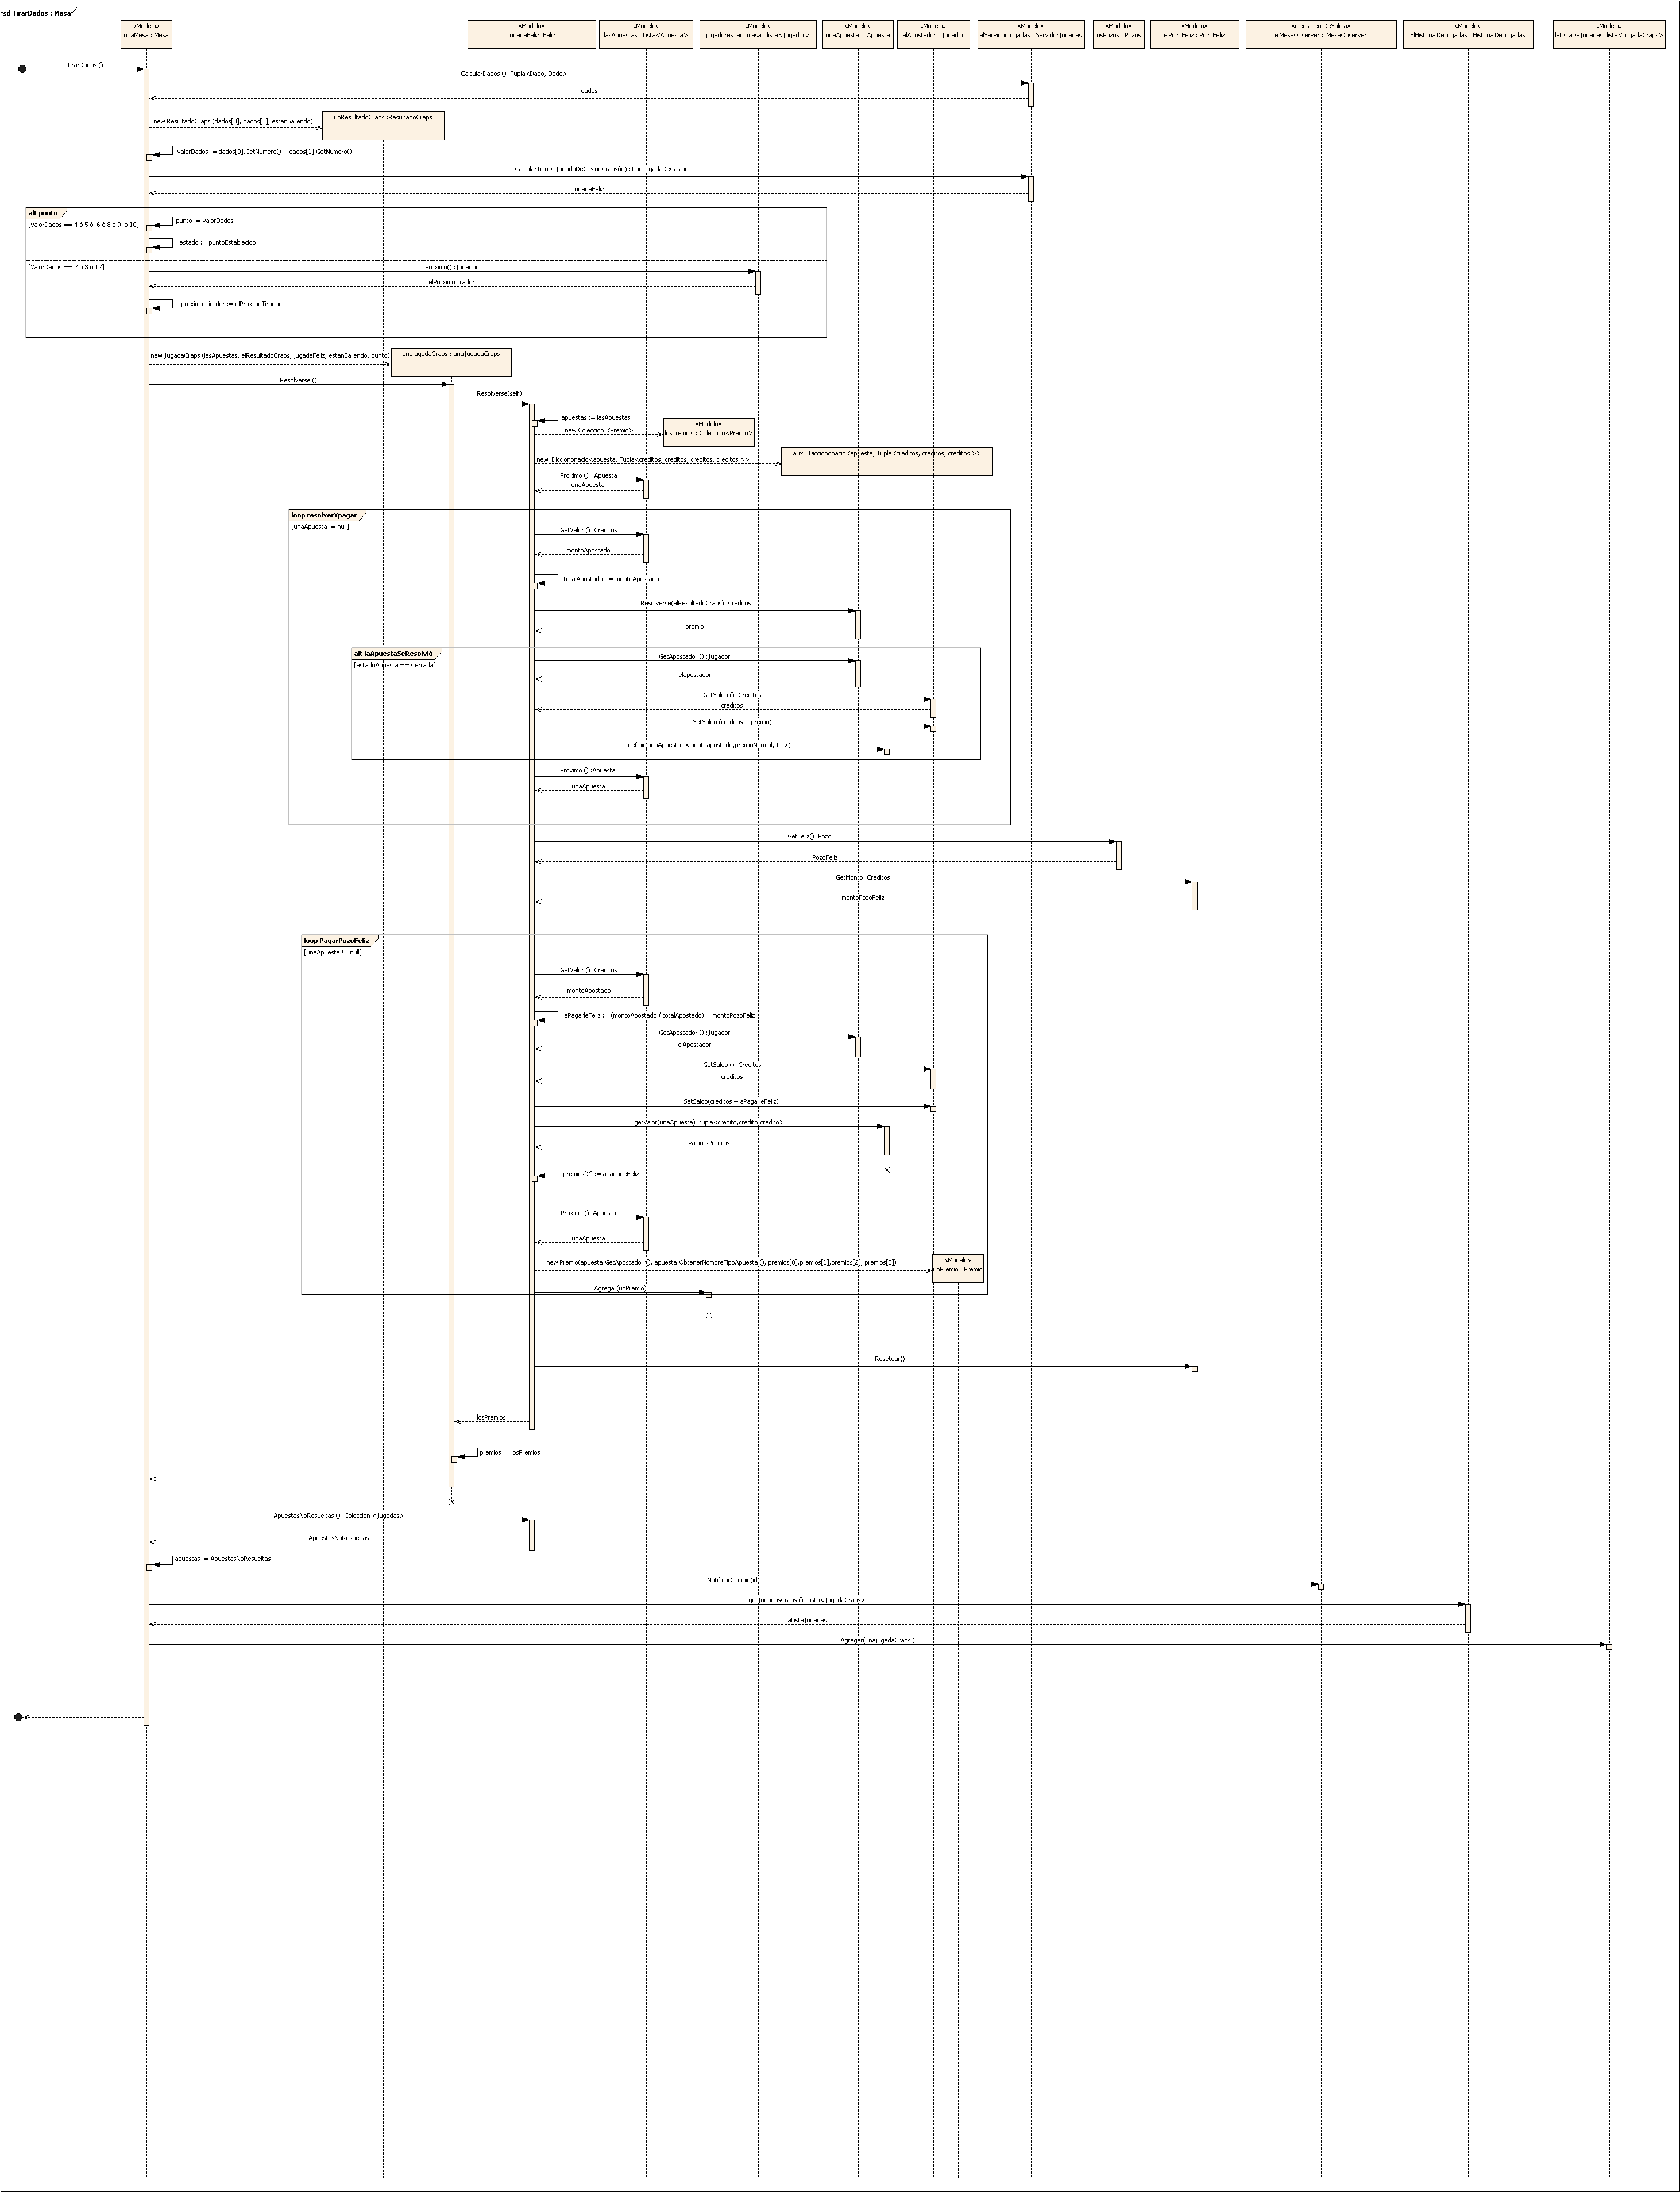 sd TirarDados : Mesa
«Modelo»
unaMesa : Mesa
«Modelo»
jugadaFeliz :Feliz
«Modelo»
lasApuestas : Lista<Apuesta>
«Modelo»
jugadores_en_mesa : lista<Jugador>
«Modelo»
unaApuesta :: Apuesta
«Modelo»
elApostador : Jugador
«Modelo»
elServidorJugadas : ServidorJugadas
«Modelo»
losPozos : Pozos
«Modelo»
elPozoFeliz : PozoFeliz
«mensajeroDeSalida»
elMesaObserver : iMesaObserver
«Modelo»
ElHistorialDeJugadas : HistorialDeJugadas
«Modelo»
laListaDeJugadas: lista<JugadaCraps>
TirarDados ()
CalcularDados () :Tupla<Dado, Dado>
dados
new ResultadoCraps (dados[0], dados[1], estanSaliendo)
unResultadoCraps :ResultadoCraps
valorDados := dados[0].GetNumero() + dados[1].GetNumero()
CalcularTipoDeJugadaDeCasinoCraps(id) :TipoJugadaDeCasino
jugadaFeliz
alt punto
[valorDados == 4 ó 5 ó 6 ó 8 ó 9 ó 10]
punto := valorDados
estado := puntoEstablecido
[ValorDados == 2 ó 3 ó 12]
Proximo() : Jugador
elProximoTirador
proximo_tirador := elProximoTirador
new JugadaCraps (lasApuestas, elResultadoCraps, jugadaFeliz, estanSaliendo, punto)
unaJugadaCraps : unaJugadaCraps
Resolverse ()
Resolverse(self)
apuestas := lasApuestas
new Coleccion <Premio>
«Modelo»
lospremios : Coleccion<Premio>
new Dicciononacio<apuesta, Tupla<creditos, creditos, creditos, creditos >>
aux : Diccionacio<apuesta, Tupla<creditos, creditos, creditos >>
Proximo () :Apuesta
unaApuesta
loop resolverYpagar
[unaApuesta != null]
GetValor () :Creditos
montoApostado
totalApostado += montoApostado
Resolverse(elResultadoCraps) :Creditos
premio
alt laApuestaSeResolvió
[estadoApuesta == Cerrada]
GetApostador () : Jugador
elapostador
GetSaldo () :Creditos
creditos
SetSaldo (creditos + premio)
definir(unaApuesta, <montoapostado,premioNormal,0,0>)
Proximo () :Apuesta
unaApuesta
GetFeliz() :Pozo
PozoFeliz
GetMonto :Creditos
montoPozoFeliz
loop PagarPozoFeliz
[unaApuesta != null]
GetValor () :Creditos
montoApostado
aPagarleFeliz := (montoApostado / totalApostado) * montoPozoFeliz
GetApostador () : Jugador
elApostador
GetSaldo () :Creditos
creditos
SetSaldo(creditos + aPagarleFeliz)
getValor(unaApuesta) :tupla<credito,credito,credito>
valoresPremios
premios[2] := aPagarleFeliz
Proximo () :Apuesta
unaApuesta
new Premio(apuesta.GetApostadorr(), apuesta.ObtenerNombreTipoApuesta (), premios[0],premios[1],premios[2], premios[3])
«Modelo»
unPremio : Premio
Agregar(unPremio)
Resetear()
losPremios
premios := losPremios
ApuestasNoResueltas () :Colección <Jugadas>
ApuestasNoResueltas
apuestas := ApuestasNoResueltas
NotificarCambio(id)
getJugadasCraps () :Lista<JugadaCraps>
laListaJugadas
Agregar(unaJugadaCraps )